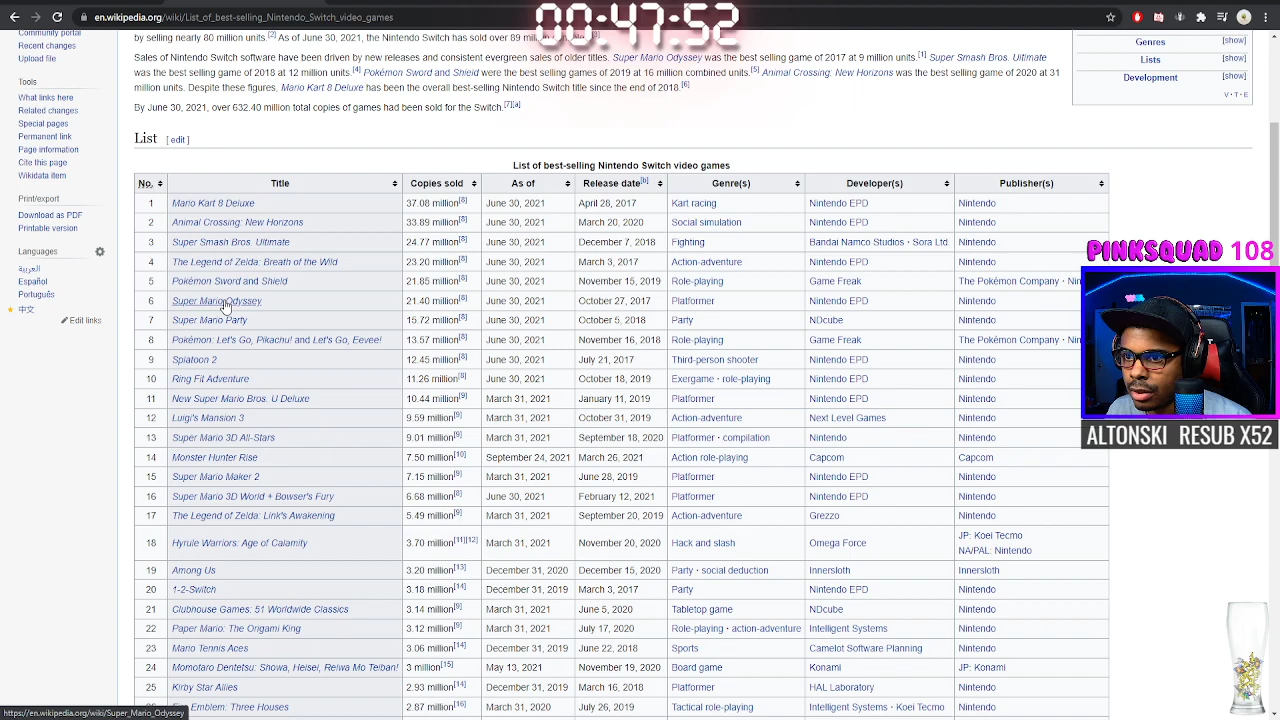 en.wikipedia.org/wiki/List_of_best-selling_Nintendo_Switch_video_games
00:47:52
Community portal
Recent changes
Upload file
Tools
What links here
Related changes
Special pages
Permanent link
Page information
Cite this page
Wikidata item
Print/export
Download as PDF
Printable version
Languages
العربية
Español
Português
中文
Edit links
by selling nearly 80 million units.[2] As of June 30, 2021, the Nintendo Switch has sold over 89
Sales of Nintendo Switch software have been driven by new releases and consistent evergreen sales of older titles. Super Mario Odyssey was the best selling game of 2017 at 9 million units.[1] Super Smash Bros. Ultimate
was the best selling game of 2018 at 12 million units.[4] Pokémon Sword and Shield were the best selling games of 2019 at 16 million combined units.[5] Animal Crossing: New Horizons was the best selling game of 2020 at 31
million units. Despite these figures, Mario Kart 8 Deluxe has been the overall best-selling Nintendo Switch title since the end of 2018.[6]
By June 30, 2021, over 632.40 million total copies of games had been sold for the Switch.[7][a]
Genres [show]
Lists [show]
Development [show]
V · T · E
List [ edit ]
List of best-selling Nintendo Switch video games
No. Title Copies sold As of Release date[b] Genre(s) Developer(s) Publisher(s)
1 Mario Kart 8 Deluxe 37.08 million[8] June 30, 2021 April 28, 2017 Kart racing Nintendo EPD Nintendo
2 Animal Crossing: New Horizons 33.89 million[8] June 30, 2021 March 20, 2020 Social simulation Nintendo EPD Nintendo
3 Super Smash Bros. Ultimate 24.77 million[8] June 30, 2021 December 7, 2018 Fighting Bandai Namco Studios · Sora Ltd. Nintendo
4 The Legend of Zelda: Breath of the Wild 23.20 million[8] June 30, 2021 March 3, 2017 Action-adventure Nintendo EPD Nintendo
5 Pokémon Sword and Shield 21.85 million[8] June 30, 2021 November 15, 2019 Role-playing Game Freak The Pokémon Company · Nin
6 Super Mario Odyssey 21.40 million[8] June 30, 2021 October 27, 2017 Platformer Nintendo EPD Nintendo
7 Super Mario Party 15.72 million[8] June 30, 2021 October 5, 2018 Party NDcube Nintendo
8 Pokémon: Let's Go, Pikachu! and Let's Go, Eevee! 13.57 million[8] June 30, 2021 November 16, 2018 Role-playing Game Freak The Pokémon Company · Nin
9 Splatoon 2 12.45 million[8] June 30, 2021 July 21, 2017 Third-person shooter Nintendo EPD Nintendo
10 Ring Fit Adventure 11.26 million[8] June 30, 2021 October 18, 2019 Exergame · role-playing Nintendo EPD Nintendo
11 New Super Mario Bros. U Deluxe 10.44 million[9] March 31, 2021 January 11, 2019 Platformer Nintendo EPD Nintendo
12 Luigi's Mansion 3 9.59 million[9] March 31, 2021 October 31, 2019 Action-adventure Next Level Games Nintendo
13 Super Mario 3D All-Stars 9.01 million[9] March 31, 2021 September 18, 2020 Platformer · compilation Nintendo Nintendo
14 Monster Hunter Rise 7.50 million[10] September 24, 2021 March 26, 2021 Action role-playing Capcom Capcom
15 Super Mario Maker 2 7.15 million[9] March 31, 2021 June 28, 2019 Platformer Nintendo EPD Nintendo
16 Super Mario 3D World + Bowser's Fury 6.68 million[8] June 30, 2021 February 12, 2021 Platformer Nintendo EPD Nintendo
17 The Legend of Zelda: Link's Awakening 5.49 million[9] March 31, 2021 September 20, 2019 Action-adventure Grezzo Nintendo
18 Hyrule Warriors: Age of Calamity 3.70 million[11][12] March 31, 2021 November 20, 2020 Hack and slash Omega Force JP: Koei Tecmo
NA/PAL: Nintendo
19 Among Us 3.20 million[13] December 31, 2020 December 15, 2020 Party · social deduction Innersloth Innersloth
20 1-2-Switch 3.18 million[14] December 31, 2019 March 3, 2017 Party Nintendo EPD Nintendo
21 Clubhouse Games: 51 Worldwide Classics 3.14 million[9] March 31, 2021 June 5, 2020 Tabletop game NDcube Nintendo
22 Paper Mario: The Origami King 3.12 million[9] March 31, 2021 July 17, 2020 Role-playing · action-adventure Intelligent Systems Nintendo
23 Mario Tennis Aces 3.06 million[14] December 31, 2019 June 22, 2018 Sports Camelot Software Planning Nintendo
24 Momotaro Dentetsu: Showa, Heisei, Reiwa Mo Teiban! 3 million[15] May 13, 2021 November 19, 2020 Board game Konami JP: Konami
25 Kirby Star Allies 2.93 million[14] December 31, 2019 March 16, 2018 Platformer HAL Laboratory Nintendo
26 Fire Emblem: Three Houses 2.87 million[16] March 31, 2020 July 26, 2019 Tactical role-playing Intelligent Systems · Koei Tecmo Nintendo
PINKSQUAD 108
ALTONSKI RESUB X52
https://en.wikipedia.org/wiki/Super_Mario_Odyssey